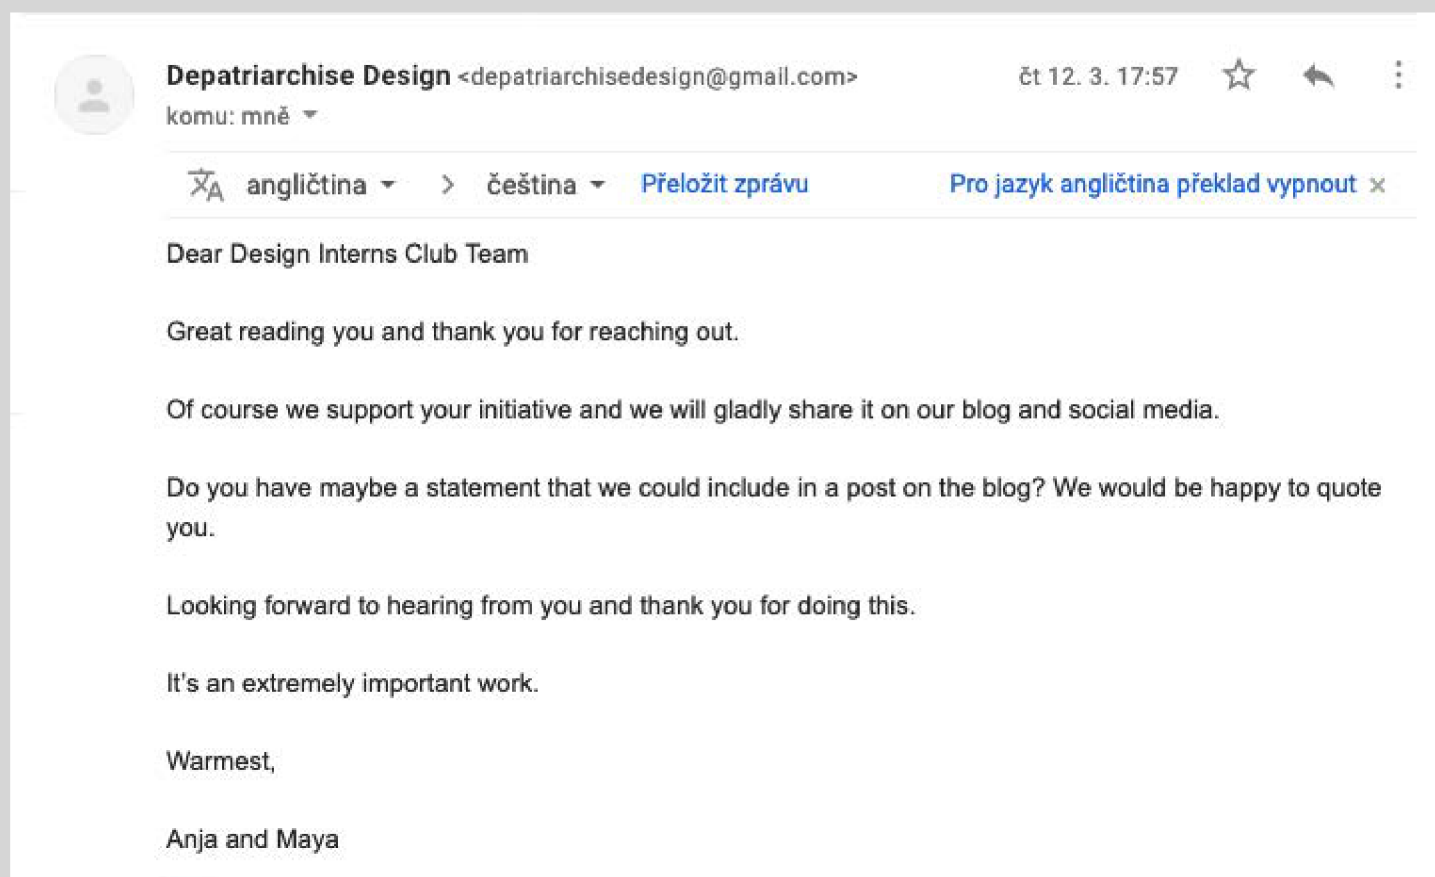 Depatriarchise Design <depatriarchisedesign@gmail.com>
čt 12. 3. 17:57
komu: mně
angličtina > čeština Přeložit zprávu Pro jazyk angličtina překlad vypnout ×
Dear Design Interns Club Team
Great reading you and thank you for reaching out.
Of course we support your initiative and we will gladly share it on our blog and social media.
Do you have maybe a statement that we could include in a post on the blog? We would be happy to quote
you.
Looking forward to hearing from you and thank you for doing this.
It's an extremely important work.
Warmest,
Anja and Maya